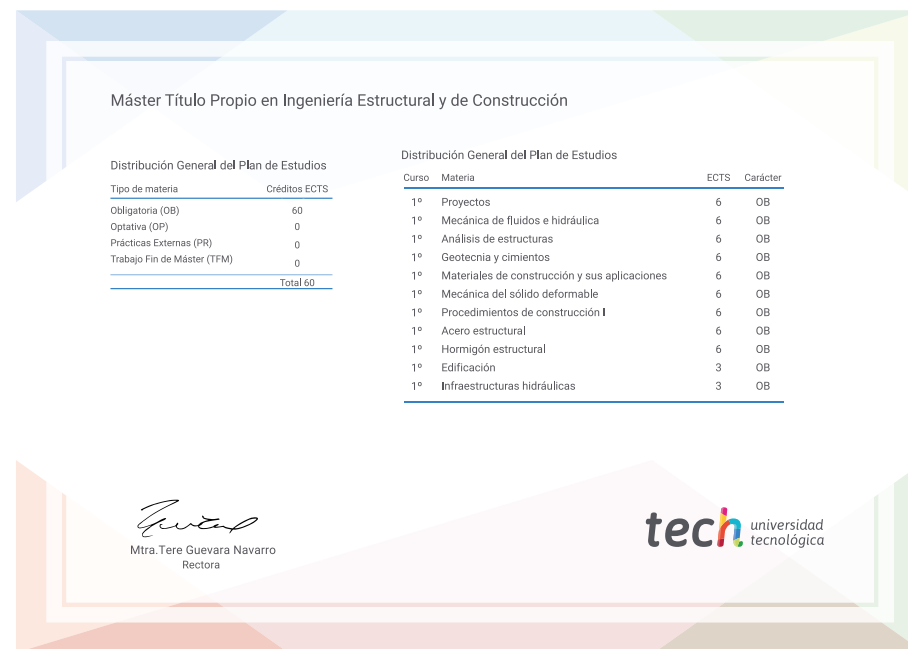 Máster Título Propio en Ingeniería Estructural y de Construcción
Distribución General del Plan de Estudios
Tipo de materia Créditos ECTS
Obligatoria (OB) 60
Optativa (OP) 0
Prácticas Externas (PR) 0
Trabajo Fin de Máster (TFM) 0
Total 60
Distribución General del Plan de Estudios
Curso Materia ECTS Carácter
1º Proyectos 6 OB
1º Mecánica de fluidos e hidráulica 6 OB
1º Análisis de estructuras 6 OB
1º Geotecnia y cimientos 6 OB
1º Materiales de construcción y sus aplicaciones 6 OB
1º Mecánica del sólido deformable 6 OB
1º Procedimientos de construcción I 6 OB
1º Acero estructural 6 OB
1º Hormigón estructural 6 OB
1º Edificación 3 OB
1º Infraestructuras hidráulicas 3 OB
Mtra.Tere Guevara Navarro
Rectora
tech universidad
tecnológica